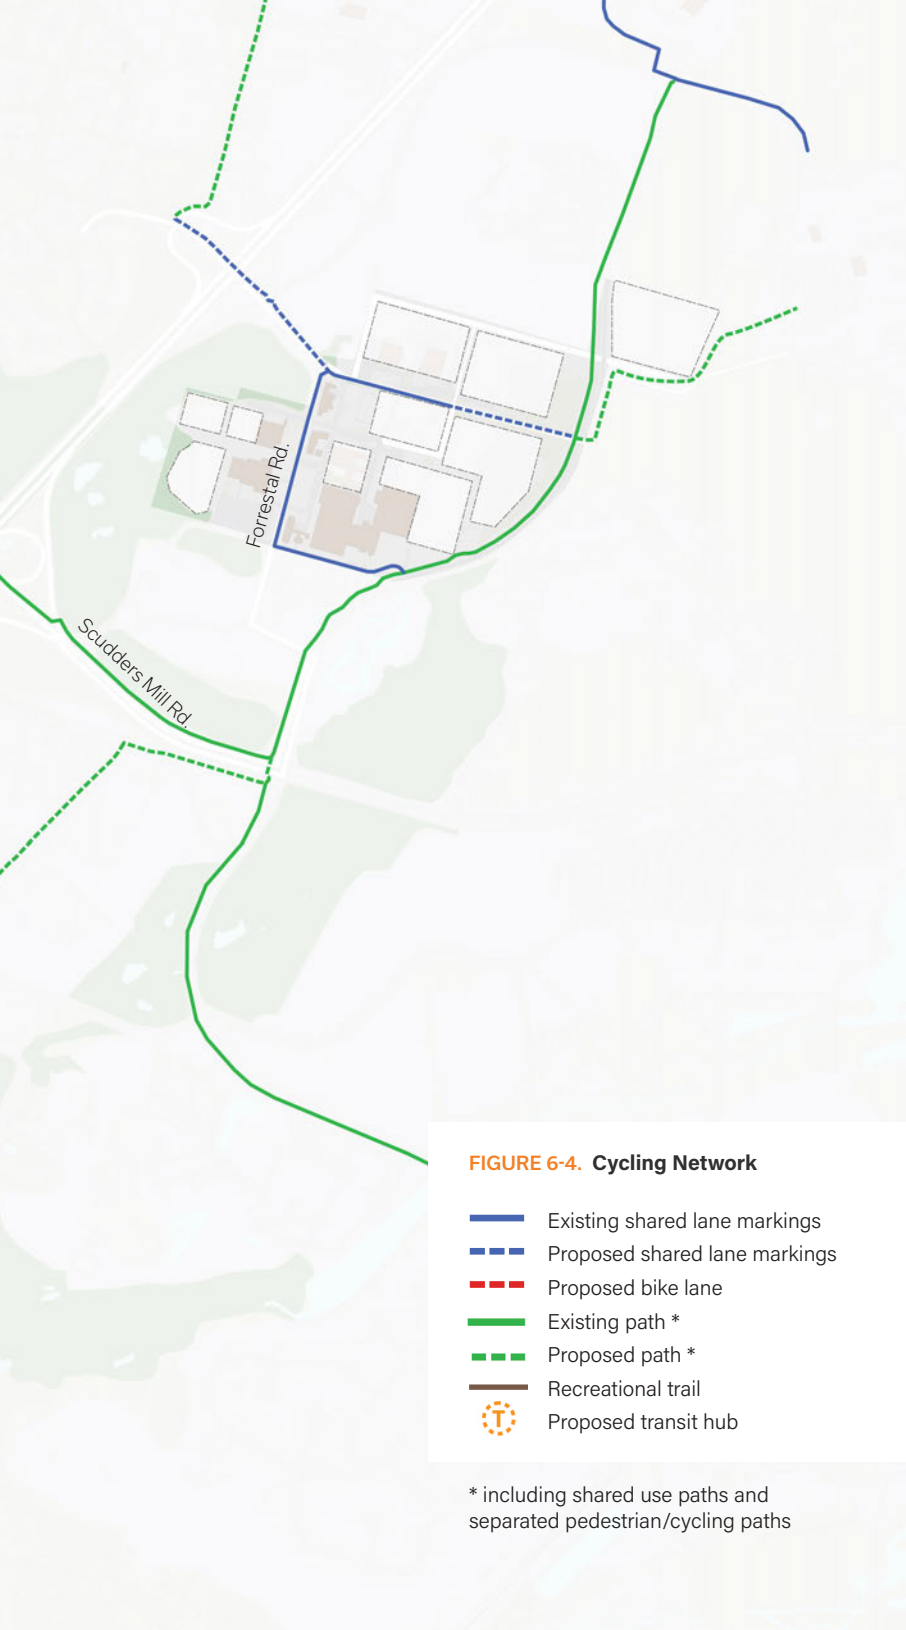 Forrestal Rd.
Scudders Mill Rd.
FIGURE 6-4. Cycling Network
Existing shared lane markings
Proposed shared lane markings
Proposed bike lane
Existing path *
Proposed path *
Recreational trail
T Proposed transit hub
* including shared use paths and
separated pedestrian/cycling paths